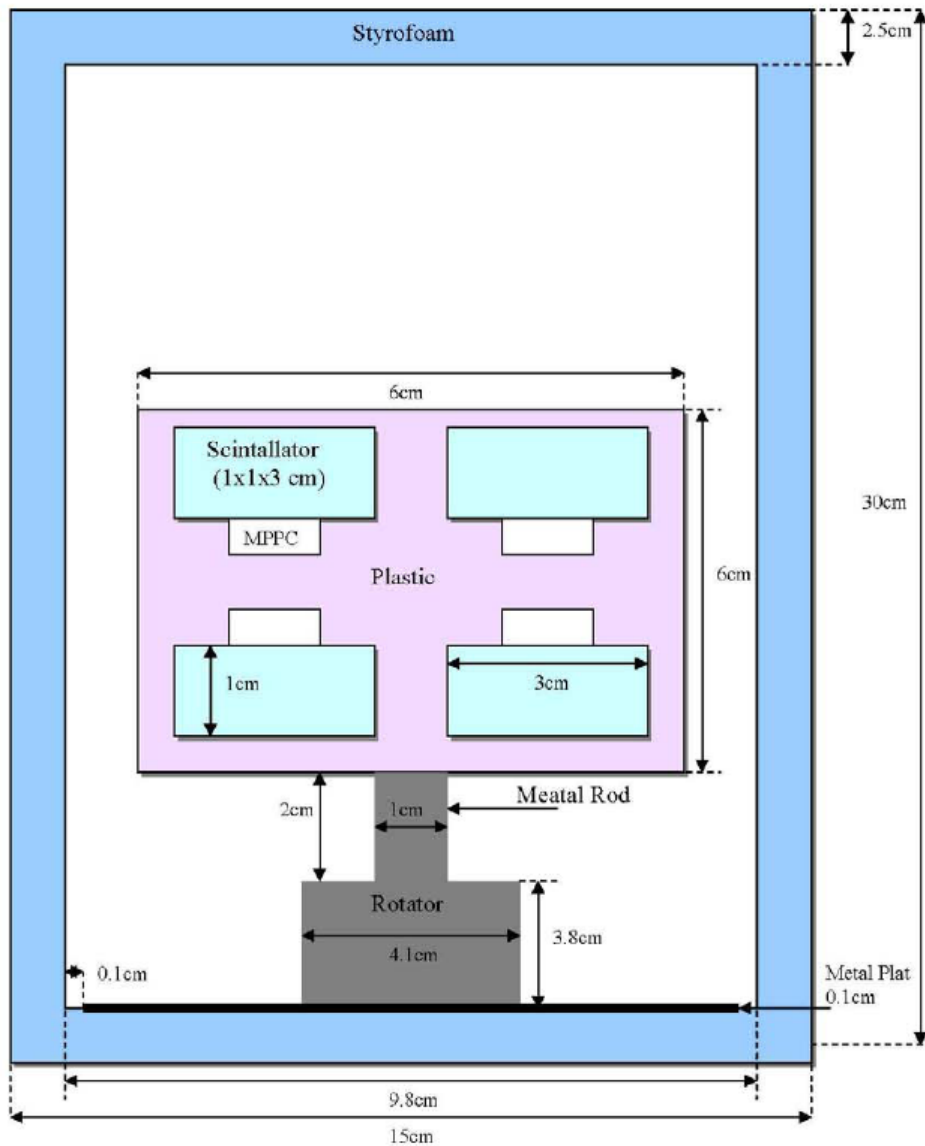 Styrofoam
2.5cm
6cm
Scintallator
(1x1x3 cm)
MPPC
30cm
Plastic
6cm
1cm
3cm
2cm
1cm
Meatal Rod
Rotator
3.8cm
4.1cm
0.1cm
Metal Plat
0.1cm
9.8cm
15cm